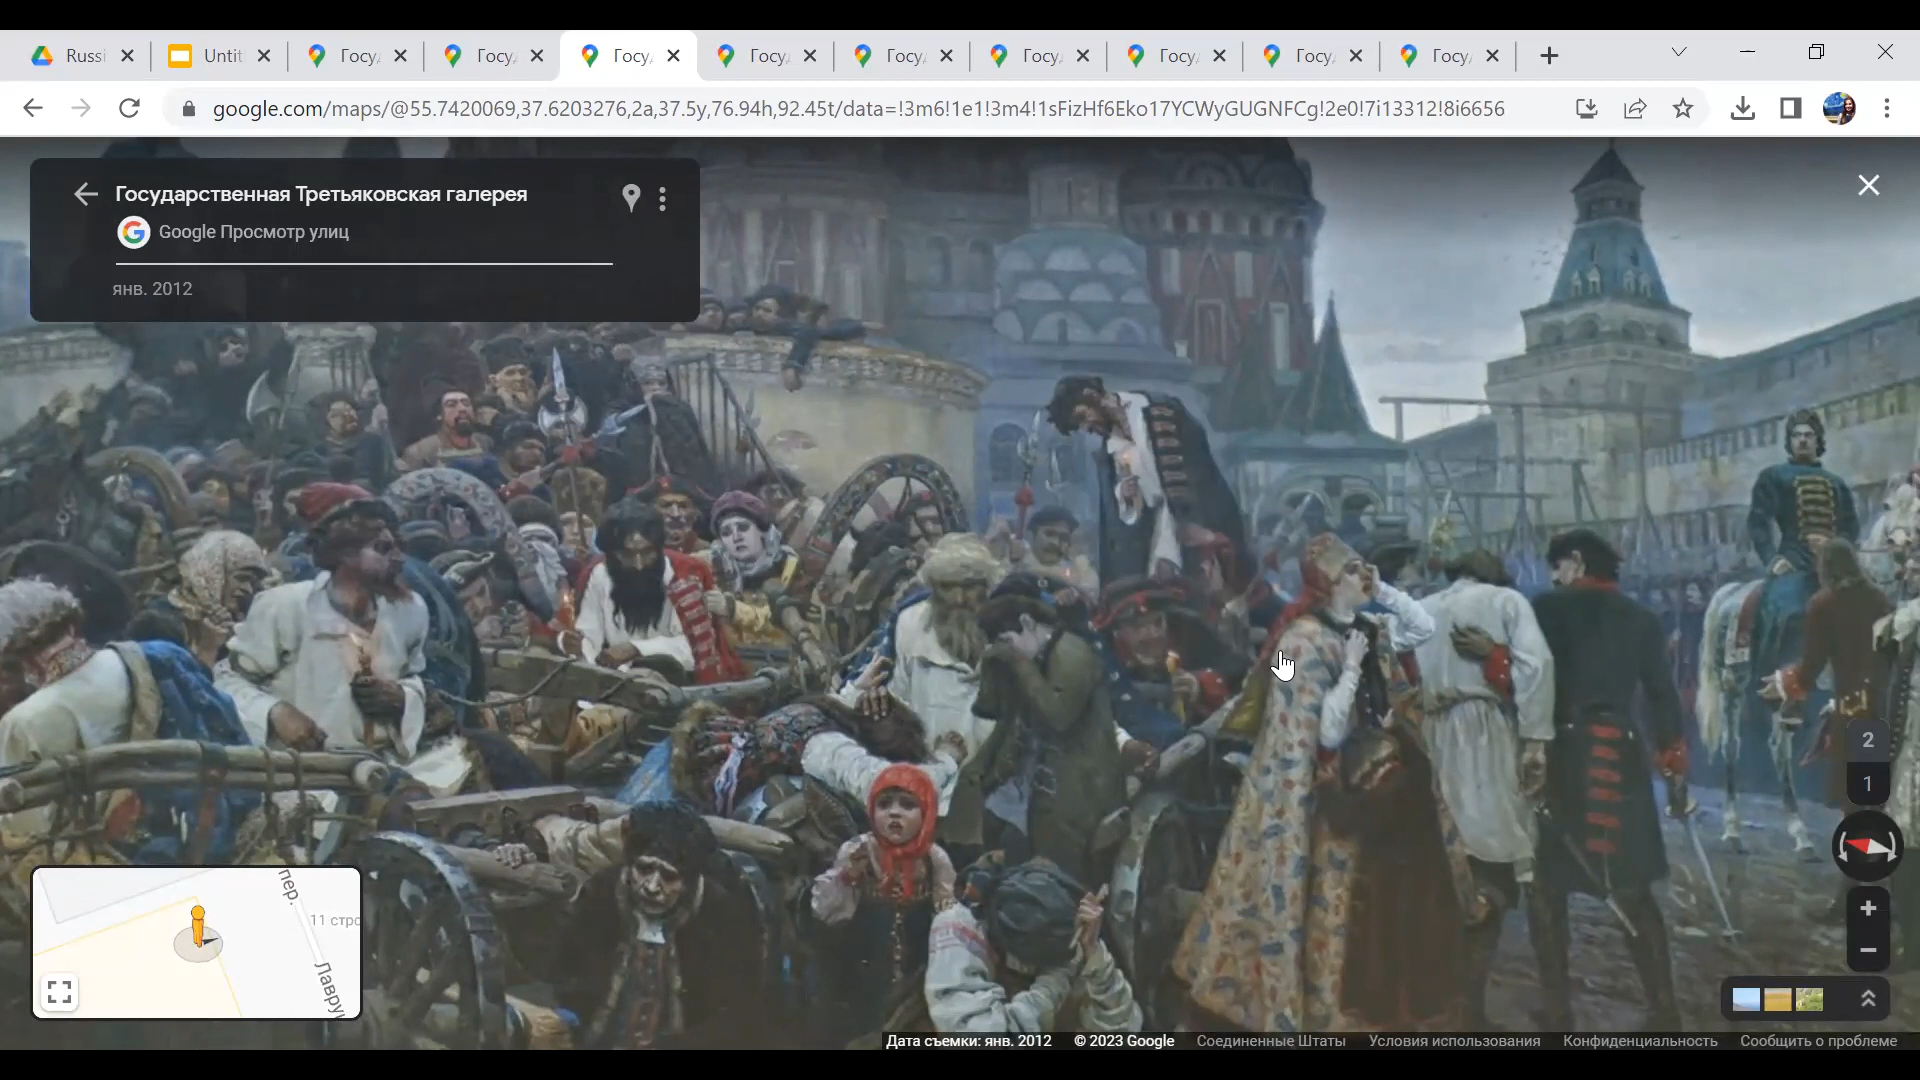 Russi
Untit
Госу
Госу
Госу
Госу
Госу
Госу
Госу
Госу
Госу
google.com/maps/@55.7420069,37.6203276,2a,37.5y,76.94h,92.45t/data=!3m6!1e1!3m4!1sFizHf6Eko17YCWyGUGNFCg!2e0!7i13312!8i6656
Государственная Третьяковская галерея
Google Просмотр улиц
янв. 2012
2
1
пер.
11 стро
Лавру
Дата съемки: янв. 2012 © 2023 Google Соединенные Штаты Условия использования Конфиденциальность Сообщить о проблеме